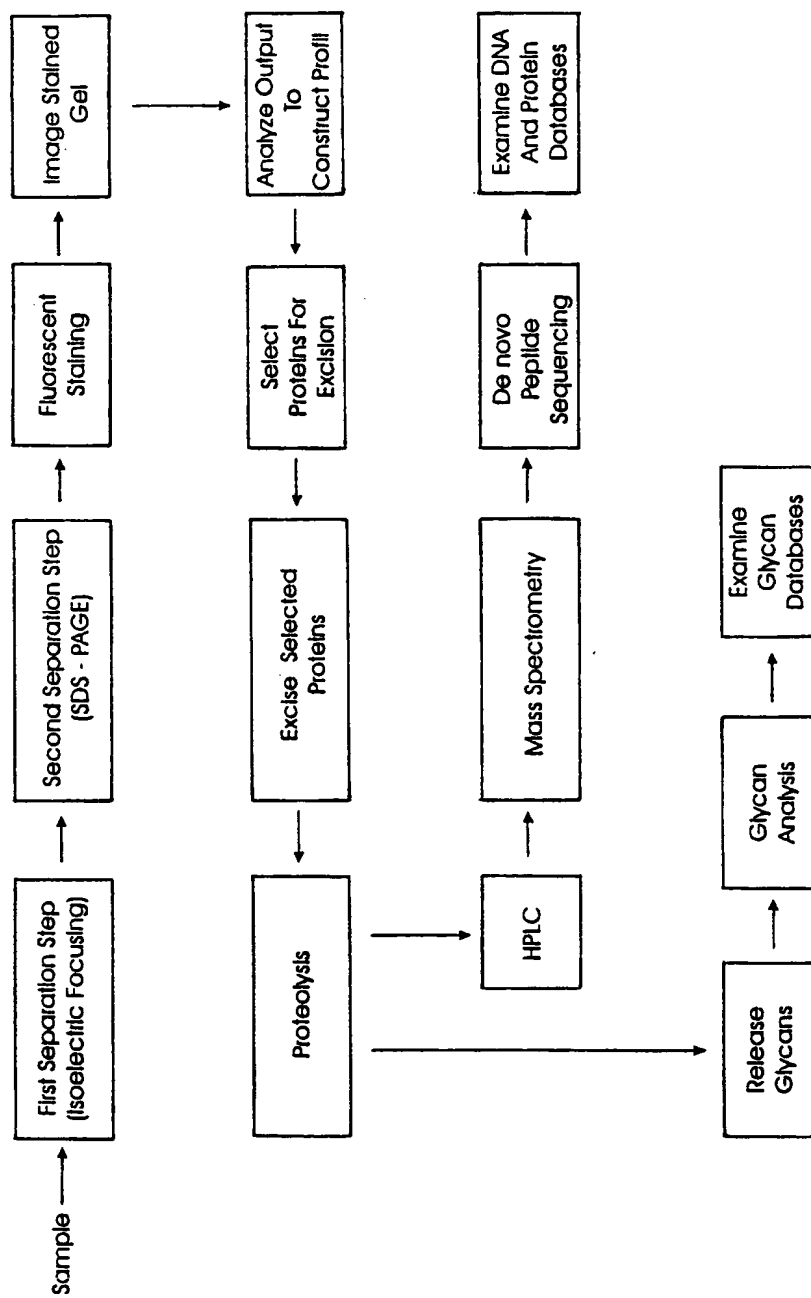 Sample
First Separation Step
(Isoelectric Focusing)
Second Separation Step
(SDS - PAGE)
Fluorescent
Staining
Image Stained
Gel
Analyze Output
To
Construct Profil
Select
Proteins For
Excision
Excise Selected
Proteins
Proteolysis
HPLC
Mass Spectrometry
De novo
Peptide
Sequencing
Examine DNA
And Protein
Databases
Release
Glycans
Glycan
Analysis
Examine
Glycan
Databases